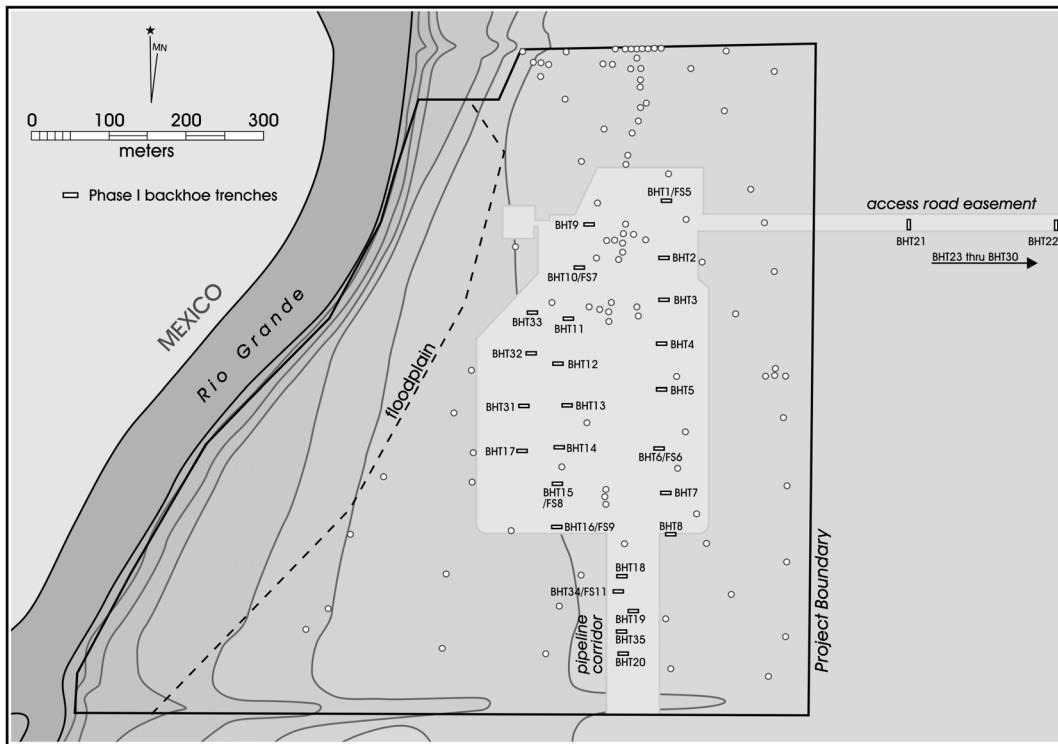 MN
0 100 200 300
meters
Phase I backhoe trenches
MEXICO
Rio Grande
floodplain
BHT1/FS5
access road easement
BHT9
BHT21
BHT22
BHT2
BHT23 thru BHT30
BHT10/FS7
BHT3
BHT33
BHT11
BHT4
BHT32
BHT12
BHT5
BHT31
BHT13
BHT17
BHT14
BHT6/FS6
BHT15
/FS8
BHT7
BHT16/FS9
BHT8
BHT18
BHT34/FS11
BHT19
BHT35
BHT20
pipeline
corridor
Project Boundary